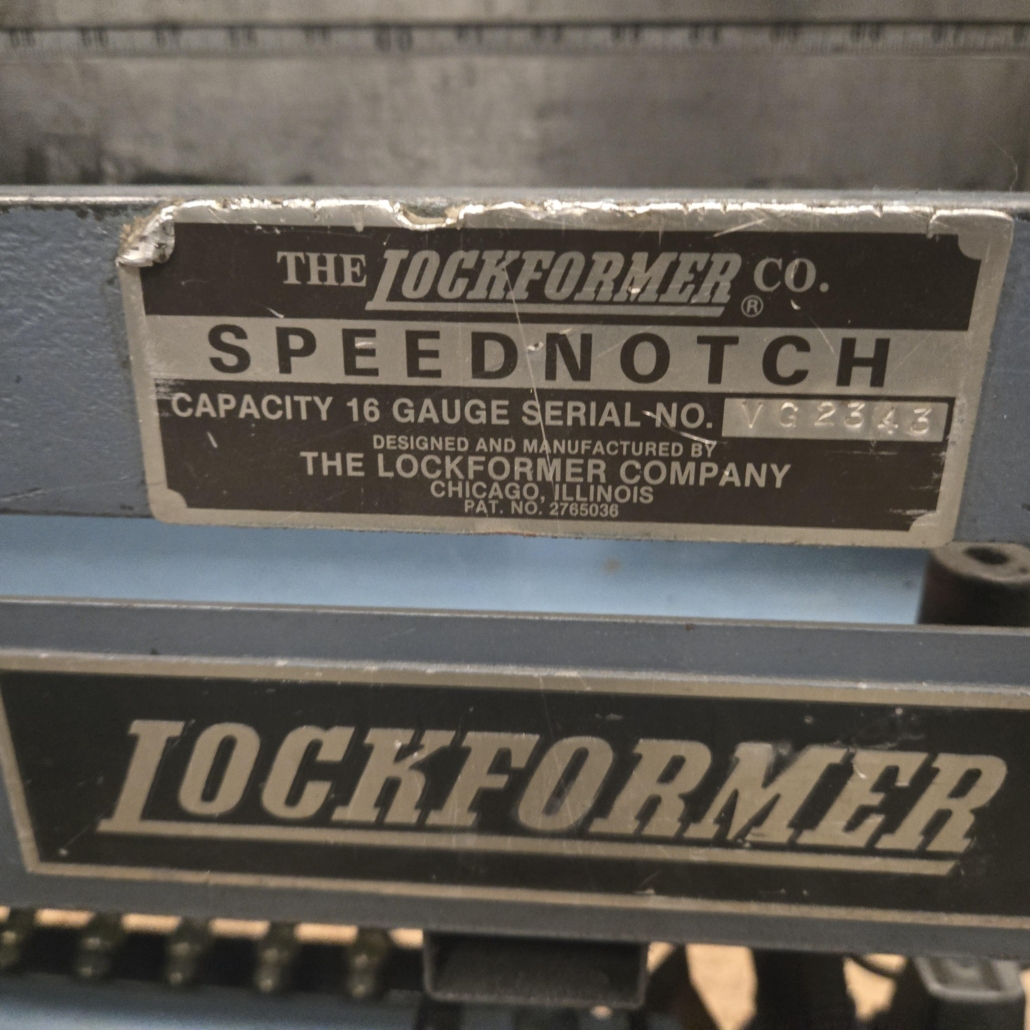 60
THE LOCKFORMER CO.
®
SPEEDNOTCH
CAPACITY 16 GAUGE SERIAL NO. VG2343
DESIGNED AND MANUFACTURED BY
THE LOCKFORMER COMPANY
CHICAGO, ILLINOIS
PAT. NO. 2765036
LOCKFORMER